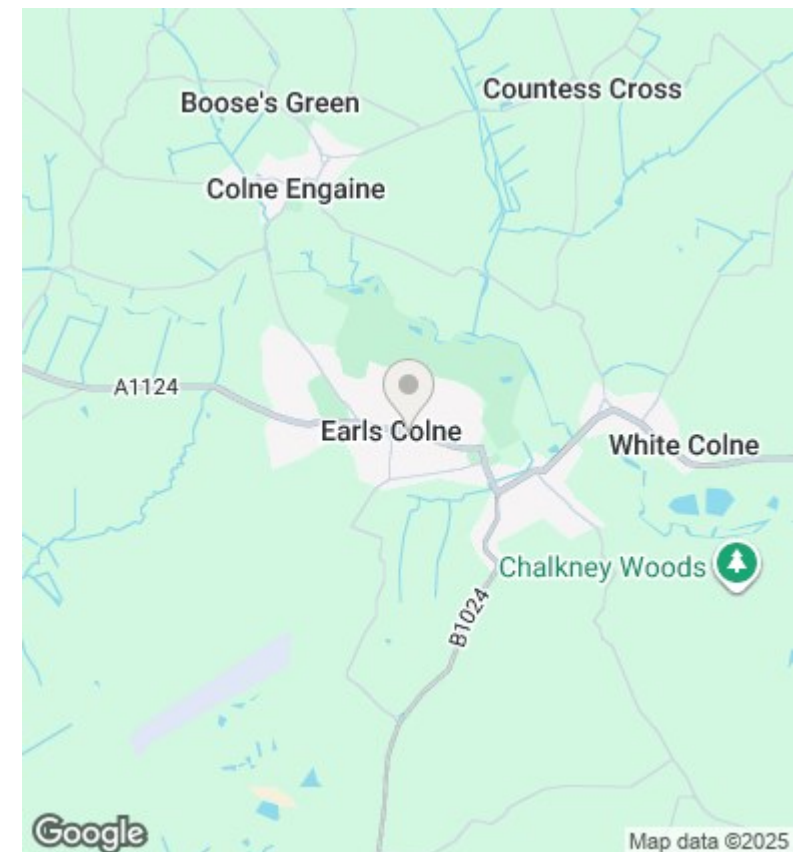 Countess Cross
Boose's Green
Colne Engaine
A1124
Earls Colne
White Colne
Chalkney Woods
B1024
Google
Map data ©2025